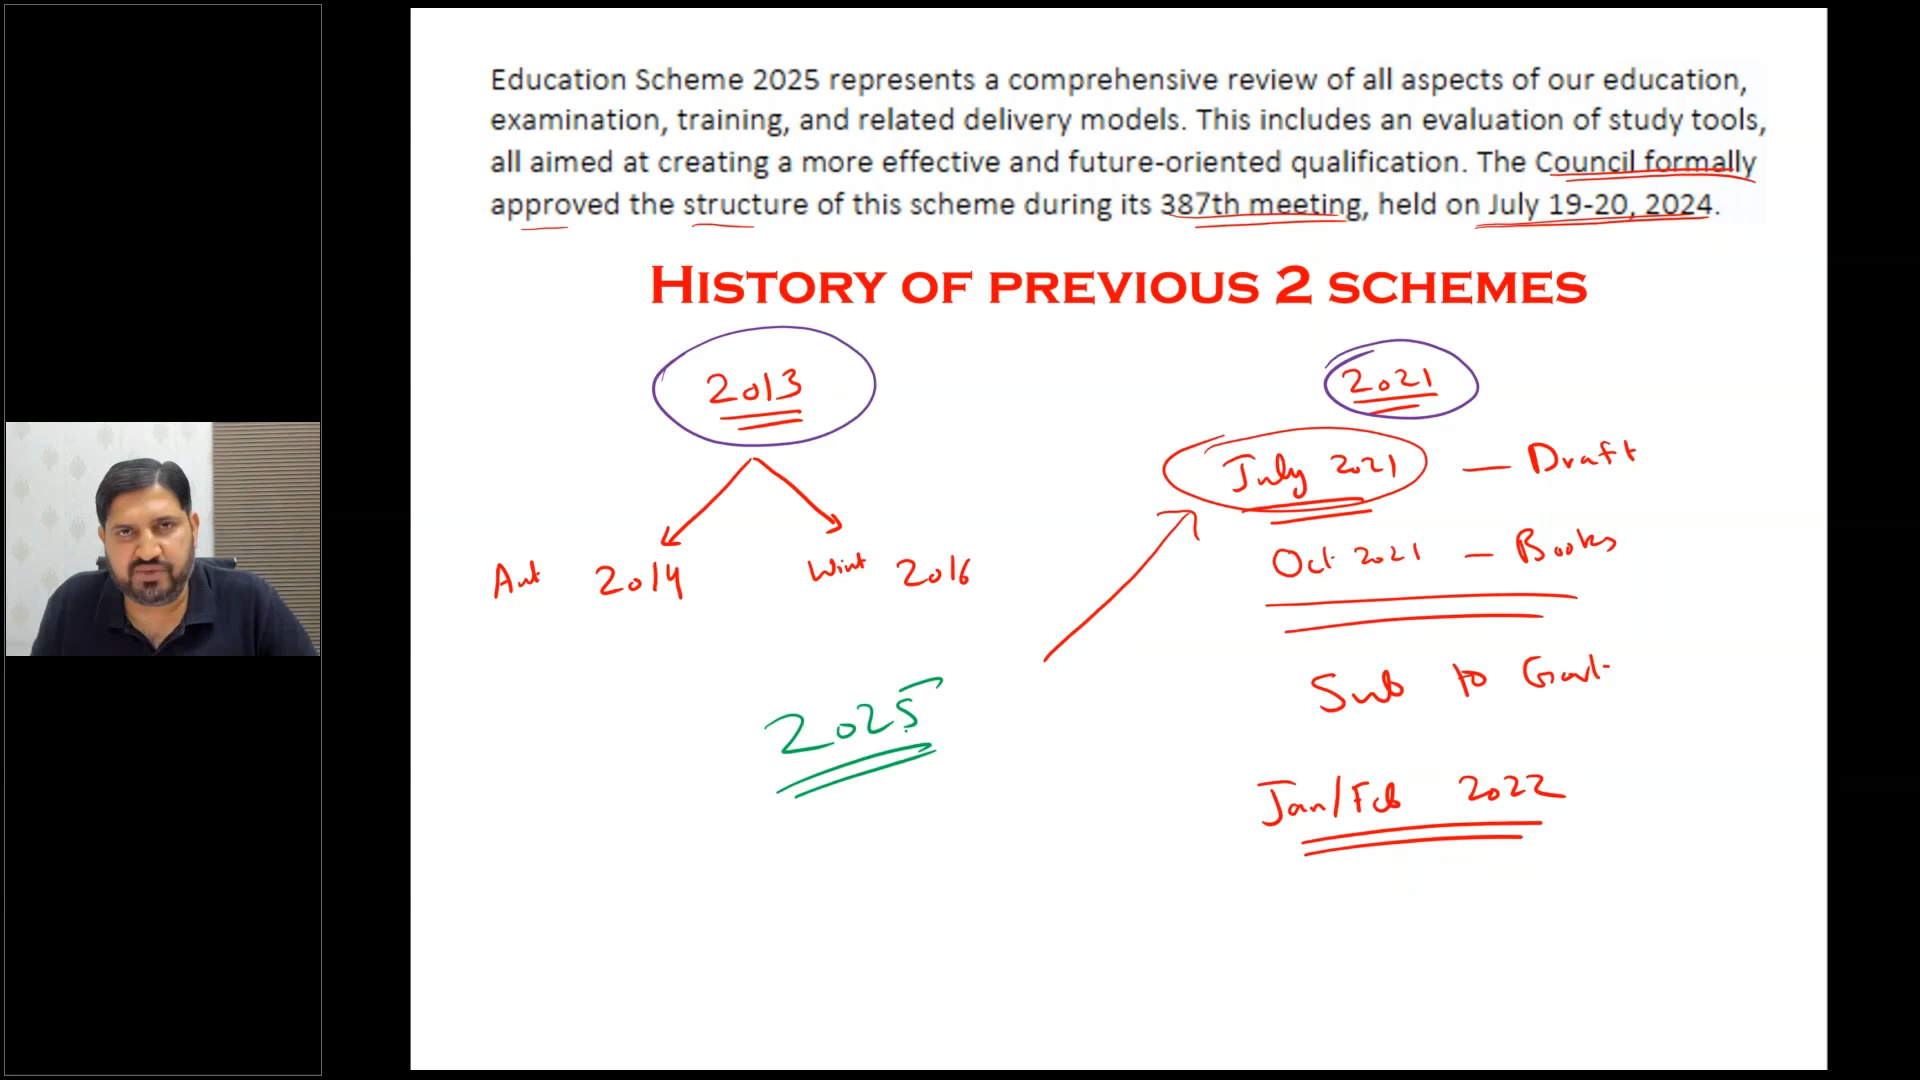 Education Scheme 2025 represents a comprehensive review of all aspects of our education,
examination, training, and related delivery models. This includes an evaluation of study tools,
all aimed at creating a more effective and future-oriented qualification. The Council formally
approved the structure of this scheme during its 387th meeting, held on July 19-20, 2024.
HISTORY OF PREVIOUS 2 SCHEMES
2013
2021
July 2021 — Draft
Oct 2021 — Books
Aut 2014
Wint 2016
Sub to Govt.
2025
Jan/Feb 2022